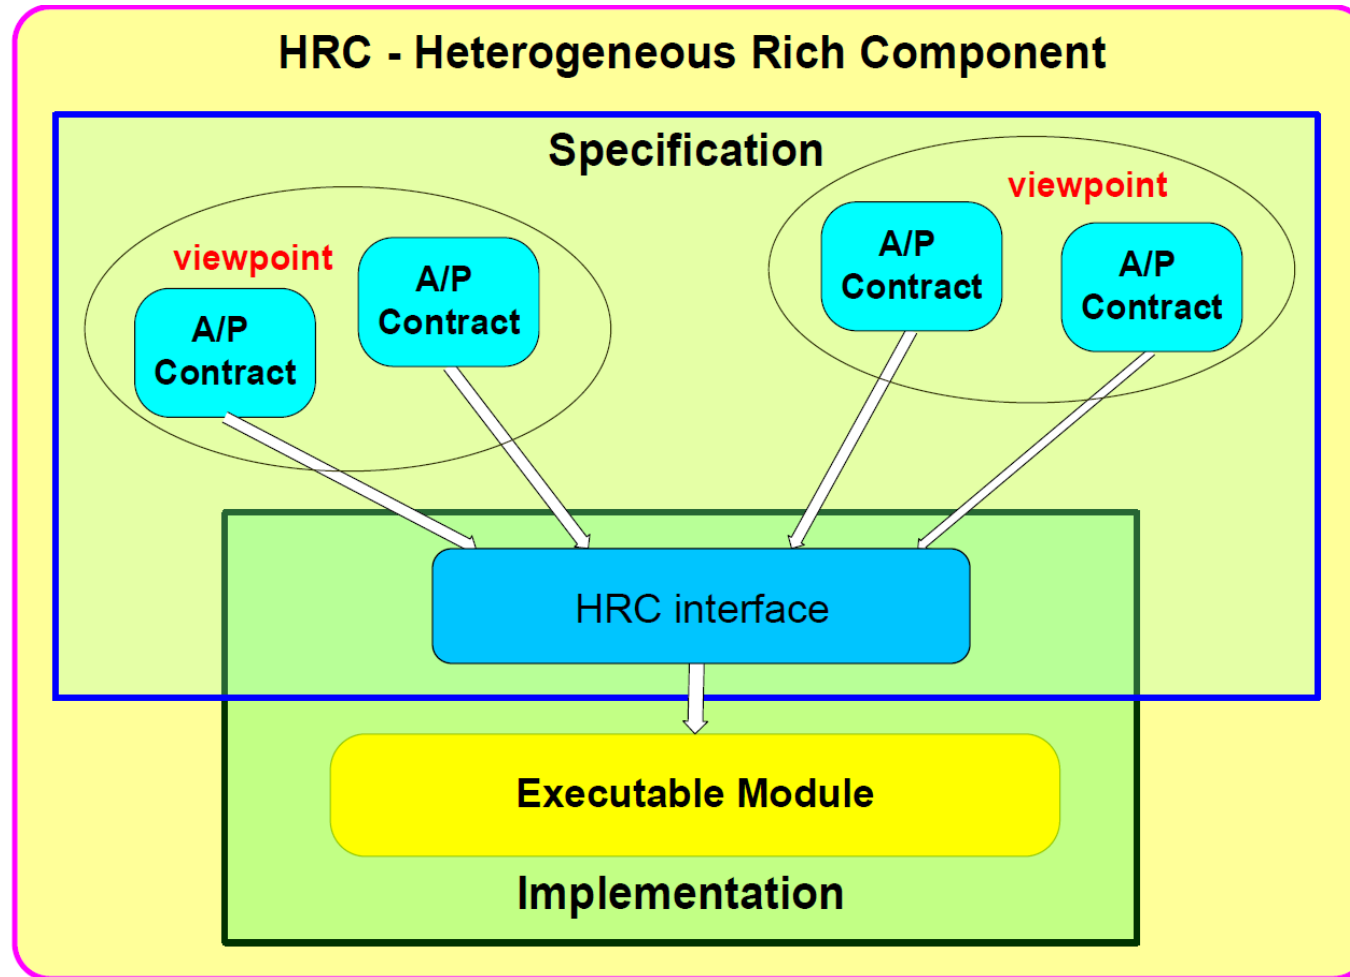 HRC - Heterogeneous Rich Component
Specification
viewpoint
A/P
Contract
A/P
Contract
viewpoint
A/P
Contract
A/P
Contract
HRC interface
Executable Module
Implementation